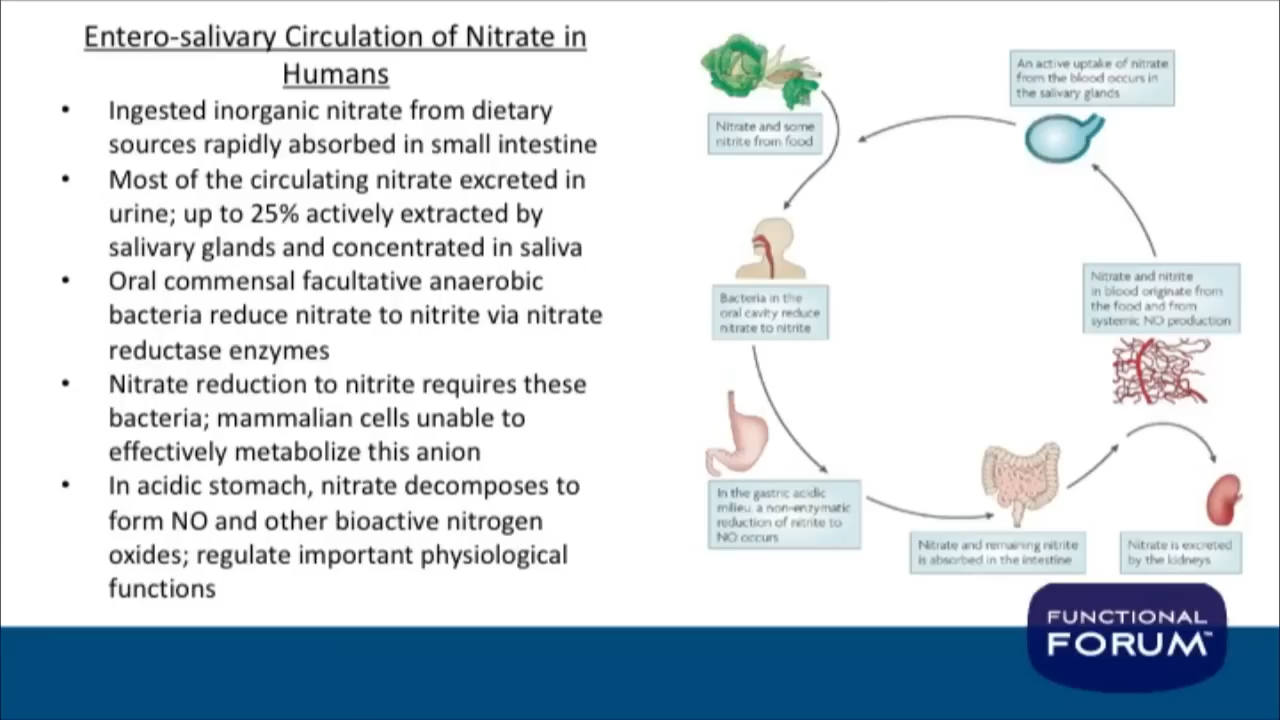 Entero-salivary Circulation of Nitrate in
Humans
• Ingested inorganic nitrate from dietary
sources rapidly absorbed in small intestine
• Most of the circulating nitrate excreted in
urine; up to 25% actively extracted by
salivary glands and concentrated in saliva
• Oral commensal facultative anaerobic
bacteria reduce nitrate to nitrite via nitrate
reductase enzymes
• Nitrate reduction to nitrite requires these
bacteria; mammalian cells unable to
effectively metabolize this anion
• In acidic stomach, nitrate decomposes to
form NO and other bioactive nitrogen
oxides; regulate important physiological
functions
Nitrate and some
nitrite from food
An active uptake of nitrate
from the blood occurs in
the salivary glands
Bacteria in the
oral cavity reduce
nitrate to nitrite
Nitrate and nitrite
in blood originate from
the food and from
systemic NO production
In the gastric acidic
milieu, a non-enzymatic
reduction of nitrite to
NO occurs
Nitrate and remaining nitrite
is absorbed in the intestine
Nitrate is excreted
by the kidneys
FUNCTIONAL
FORUM™